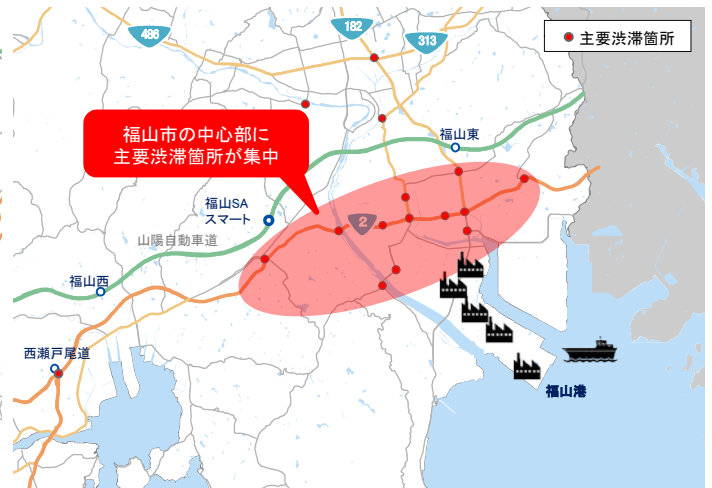 486
182
313
主要渋滞箇所
福山市の中心部に
主要渋滞箇所が集中
福山東
福山SA
スマート
2
山陽自動車道
福山西
西瀬戸尾道
福山港